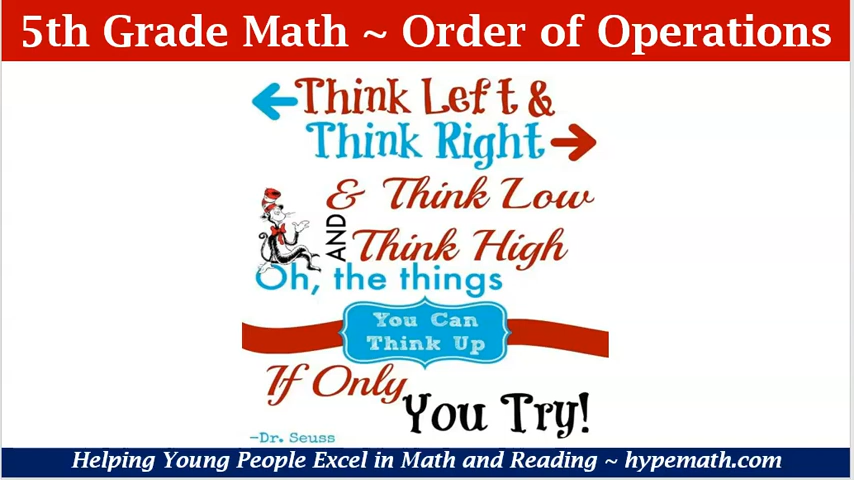 5th Grade Math ~ Order of Operations
Think Left &
Think Right
& Think Low
AND
Think High
Oh, the things
You Can
Think Up
If Only
You Try!
-Dr. Seuss
Helping Young People Excel in Math and Reading ~ hypemath.com